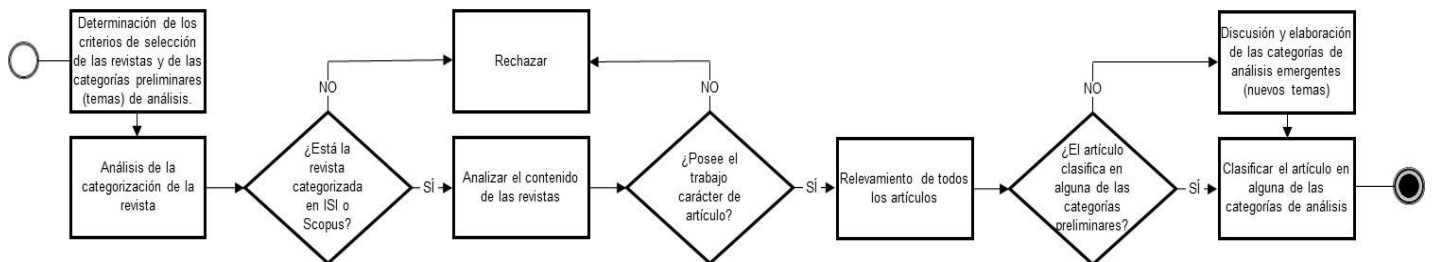 Determinación de los
criterios de selección
de las revistas y de las
categorías preliminares
(temas) de análisis.
Análisis de la
categorización de la
revista
¿Está la
revista
categorizada
en ISI o
Scopus?
NO
Rechazar
SÍ
Analizar el contenido
de las revistas
¿Posee el
trabajo
carácter de
artículo?
NO
SÍ
Relevamiento de todos
los artículos
¿El artículo
clasifica en
alguna de las
categorías
preliminares?
NO
Discusión y elaboración
de las categorías de
análisis emergentes
(nuevos temas)
SÍ
Clasificar el artículo en
alguna de las
categorías de análisis